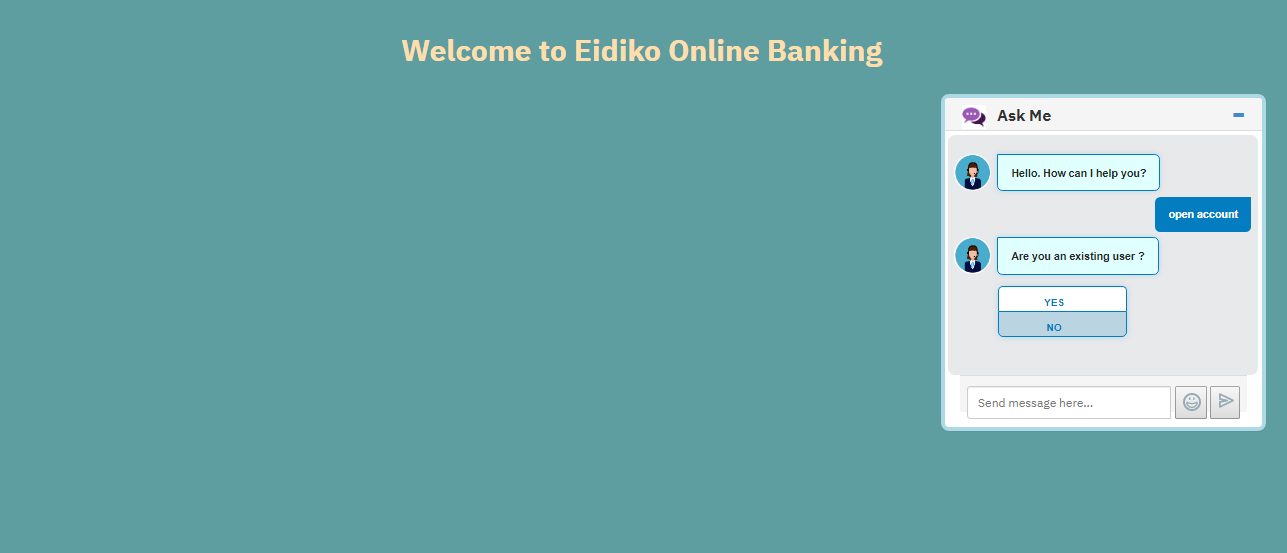 Welcome to Eidiko Online Banking
Ask Me
Hello. How can I help you?
open account
Are you an existing user ?
YES
NO
Send message here...